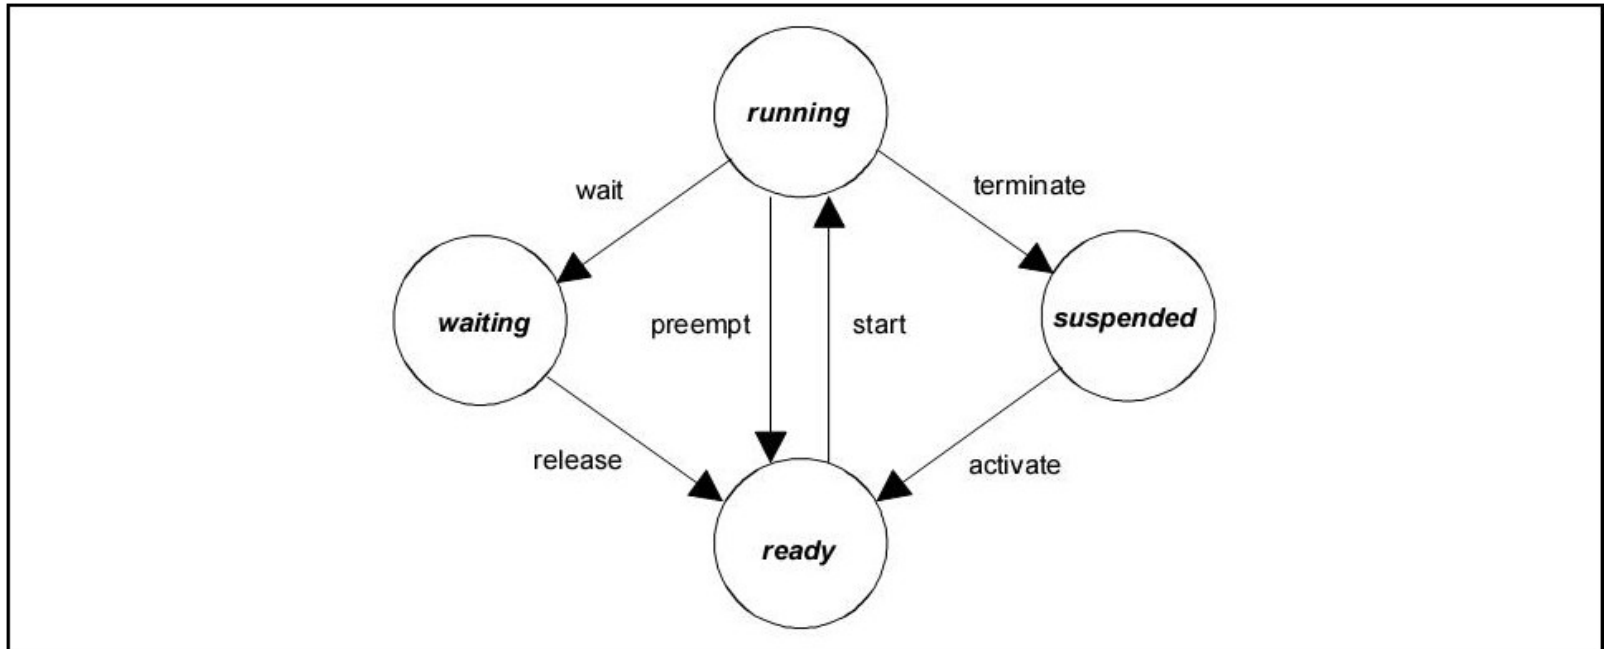 running
wait
terminate
waiting
preempt
start
suspended
release
activate
ready